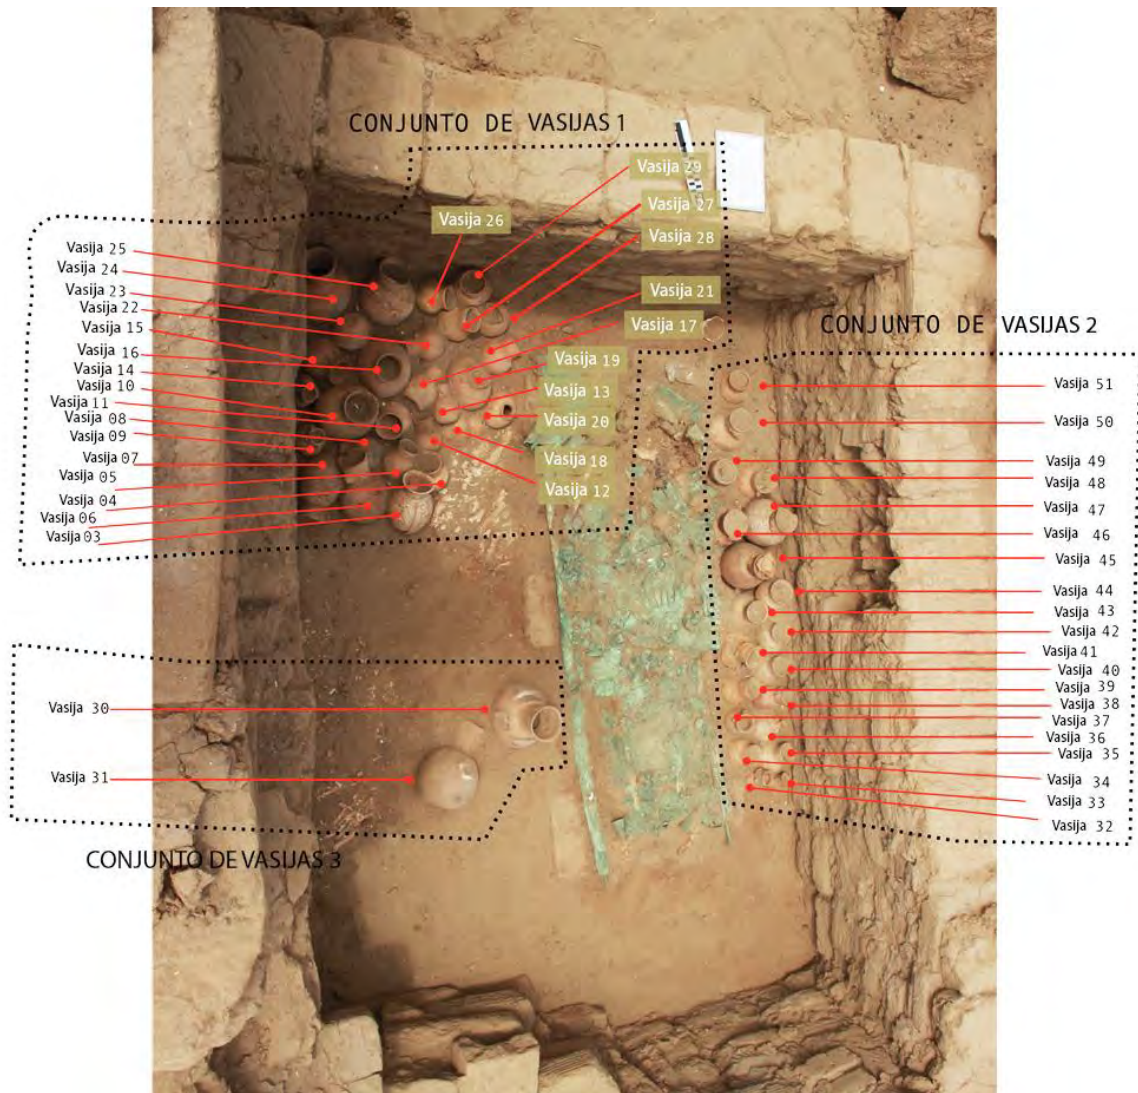 CONJUNTO DE VASIJAS 1
Vasija 29
Vasija 27
Vasija 26
Vasija 28
Vasija 25
Vasija 24
Vasija 23
Vasija 22
Vasija 15
Vasija 16
Vasija 14
Vasija 10
Vasija 11
Vasija 08
Vasija 09
Vasija 07
Vasija 05
Vasija 04
Vasija 06
Vasija 03
Vasija 21
Vasija 17
Vasija 19
Vasija 13
Vasija 20
Vasija 18
Vasija 12
CONJUNTO DE VASIJAS 2
Vasija 51
Vasija 50
Vasija 49
Vasija 48
Vasija 47
Vasija 46
Vasija 45
Vasija 44
Vasija 43
Vasija 42
Vasija 41
Vasija 40
Vasija 39
Vasija 38
Vasija 37
Vasija 36
Vasija 35
Vasija 34
Vasija 33
Vasija 32
Vasija 30
Vasija 31
CONJUNTO DE VASIJAS 3